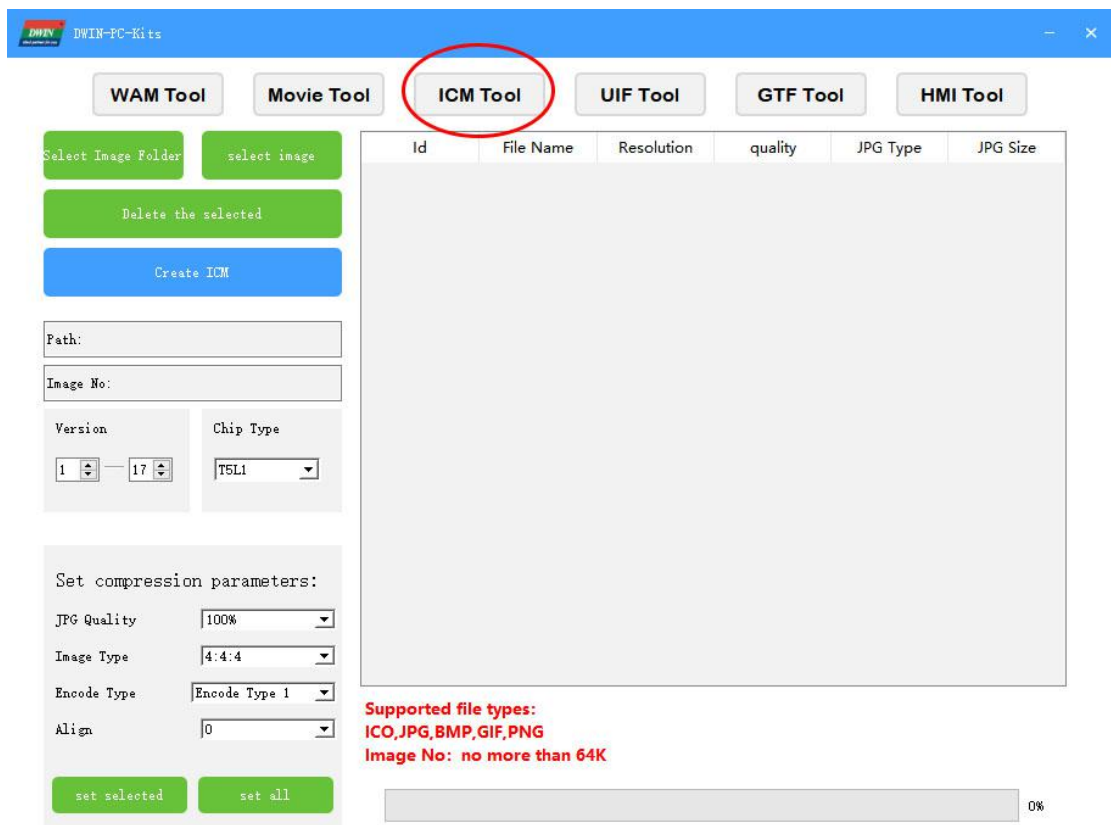 DWIN DWIN-PC-Kits
WAM Tool Movie Tool ICM Tool UIF Tool GTF Tool HMI Tool
Select Image Folder select image
Delete the selected
Create ICM
Path:
Image No:
Version Chip Type
1 — 17 T5L1
Set compression parameters:
JPG Quality 100%
Image Type 4:4:4
Encode Type Encode Type 1
Align 0
set selected set all
Id File Name Resolution quality JPG Type JPG Size
Supported file types:
ICO,JPG,BMP,GIF,PNG
Image No: no more than 64K
0%